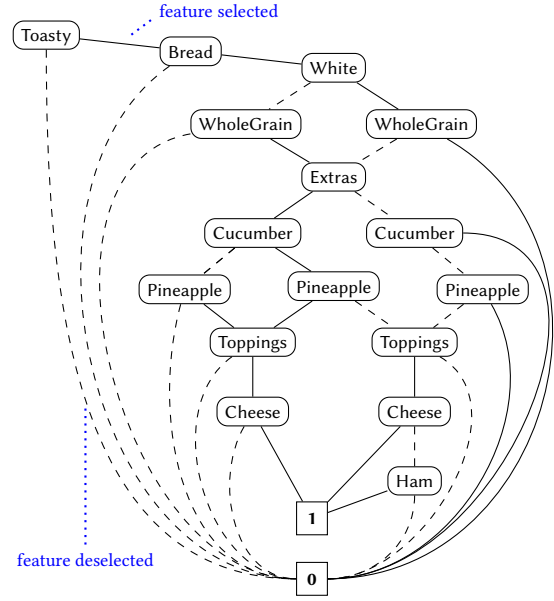 feature selected
Toasty
Bread
White
WholeGrain WholeGrain
Extras
Cucumber Cucumber
Pineapple Pineapple Pineapple
Toppings Toppings
Cheese Cheese
Ham
1
feature deselected
0